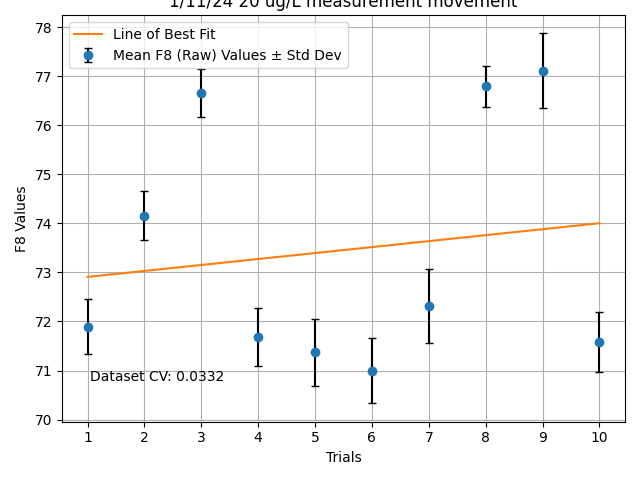 1/11/24 20 ug/L measurement movement
Line of Best Fit
Mean F8 (Raw) Values ± Std Dev
78
77
76
75
74
73
72
71
70
F8 Values
Dataset CV: 0.0332
1 2 3 4 5 6 7 8 9 10
Trials